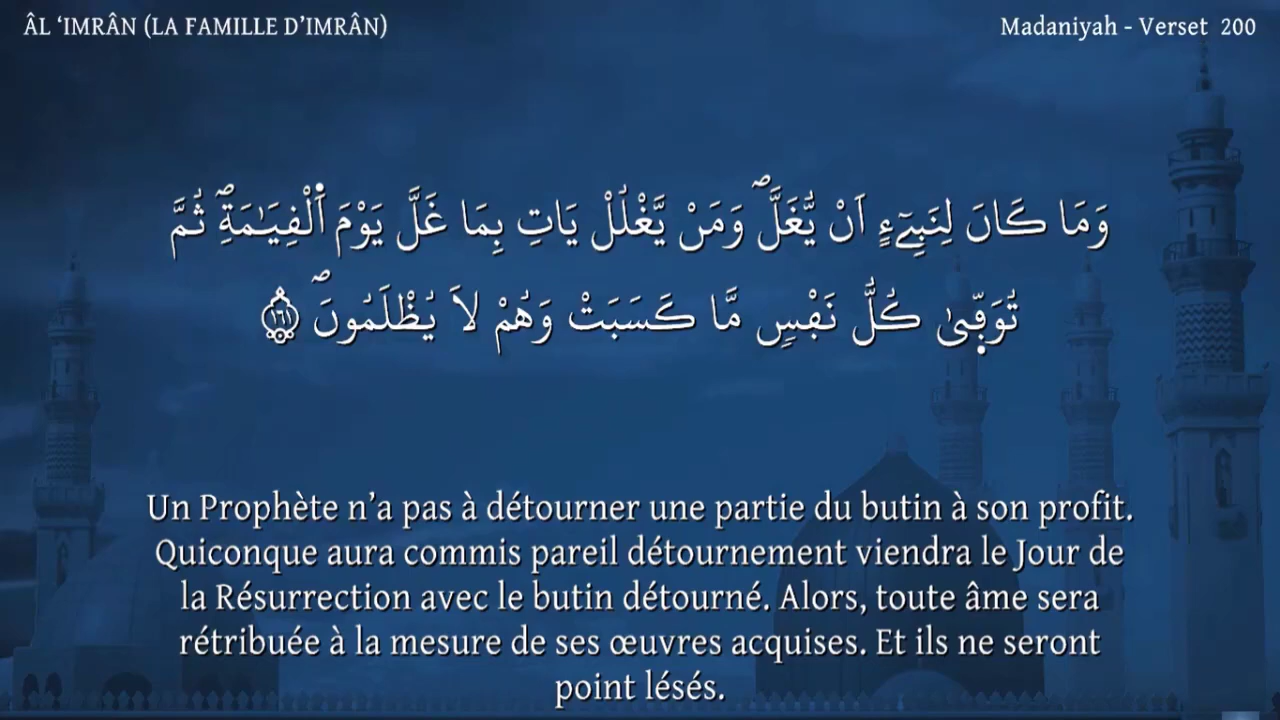 ÂL ‘IMRÂN (LA FAMILLE D’IMRÂN)
Madaniyah - Verset 200
وَمَا كَانَ لِنَبِيٓءٍ اَنْ يُّغَلَّۖ وَمَنْ يَّغْلُلْ يَاتِ بِمَا غَلَّ يَوْمَ اَ۬لْقِيَٰمَةِۖ ثُمَّ
تُوَفّ۪يٰ كُلُّ نَفْسٖ مَّا كَسَبَتْ وَهُمْ لَا يُظْلَمُونَۖ ١٦١
Un Prophète n’a pas à détourner une partie du butin à son profit.
Quiconque aura commis pareil détournement viendra le Jour de
la Résurrection avec le butin détourné. Alors, toute âme sera
rétribuée à la mesure de ses œuvres acquises. Et ils ne seront
point lésés.